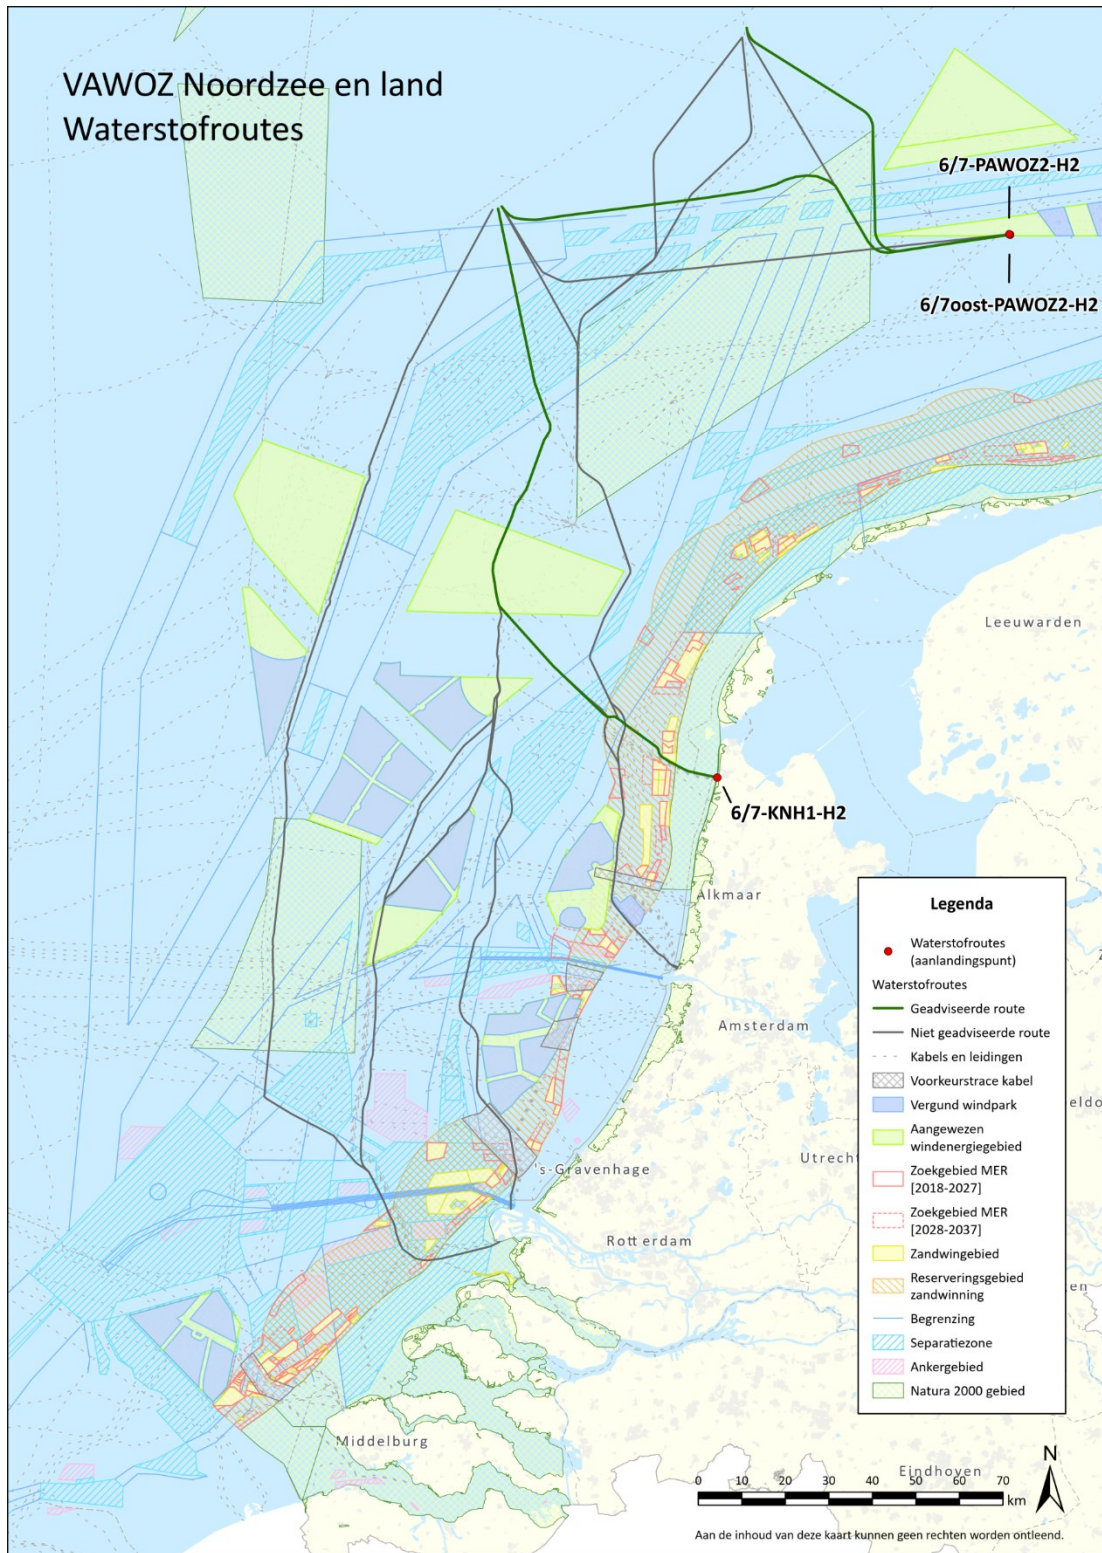 VAWOZ Noordzee en land
Waterstofroutes
6/7-PAWOZ2-H2
6/7oost-PAWOZ2-H2
Leeuwarden
6/7-KNH1-H2
Alkmaar
Amsterdam
Utrecht
's-Gravenhage
Rotterdam
Middelburg
Eindhoven
Legenda
Waterstofroutes
(aanlandingspunt)
Waterstofroutes
Geadviseerde route
Niet geadviseerde route
Kabels en leidingen
Voorkeurstrace kabel
Vergund windpark
Aangewezen
windenergiegebied
Zoekgebied MER
[2018-2027]
Zoekgebied MER
[2028-2037]
Zandwingebied
Reserveringsgebied
zandwinning
Begrenzing
Separatiezone
Ankergebied
Natura 2000 gebied
N
0 10 20 30 40 50 60 70
km
Aan de inhoud van deze kaart kunnen geen rechten worden ontleend.